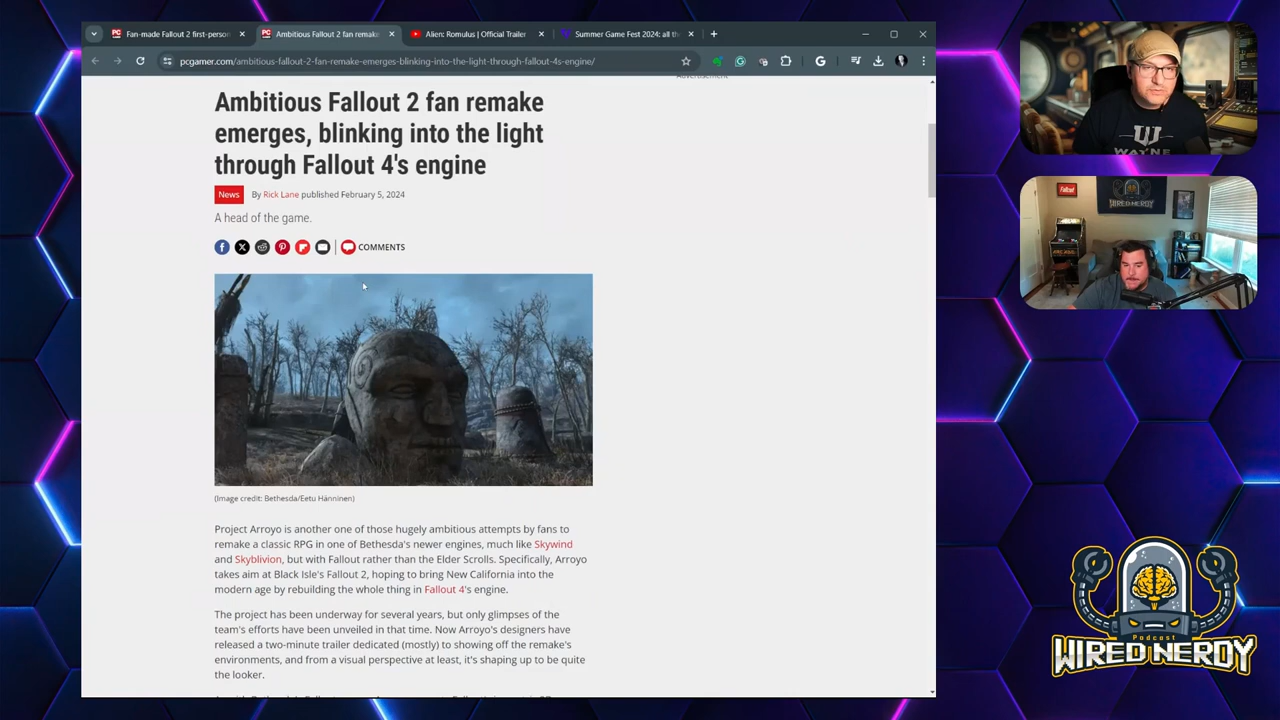 Fan-made Fallout 2 first-person
Ambitious Fallout 2 fan remake
Alien: Romulus | Official Trailer
Summer Game Fest 2024: all the
pcgamer.com/ambitious-fallout-2-fan-remake-emerges-blinking-into-the-light-through-fallout-4s-engine/
Advertisement
Ambitious Fallout 2 fan remake
emerges, blinking into the light
through Fallout 4's engine
News
By Rick Lane published February 5, 2024
A head of the game.
COMMENTS
(Image credit: Bethesda/Eetu Hänninen)
Project Arroyo is another one of those hugely ambitious attempts by fans to
remake a classic RPG in one of Bethesda's newer engines, much like Skywind
and Skyblivion, but with Fallout rather than the Elder Scrolls. Specifically, Arroyo
takes aim at Black Isle's Fallout 2, hoping to bring New California into the
modern age by rebuilding the whole thing in Fallout 4's engine.
The project has been underway for several years, but only glimpses of the
team's efforts have been unveiled in that time. Now Arroyo's designers have
released a two-minute trailer dedicated (mostly) to showing off the remake's
environments, and from a visual perspective at least, it's shaping up to be quite
the looker.
WAYNE
Fallout
WIRED NERDY
Podcast
WIRED NERDY